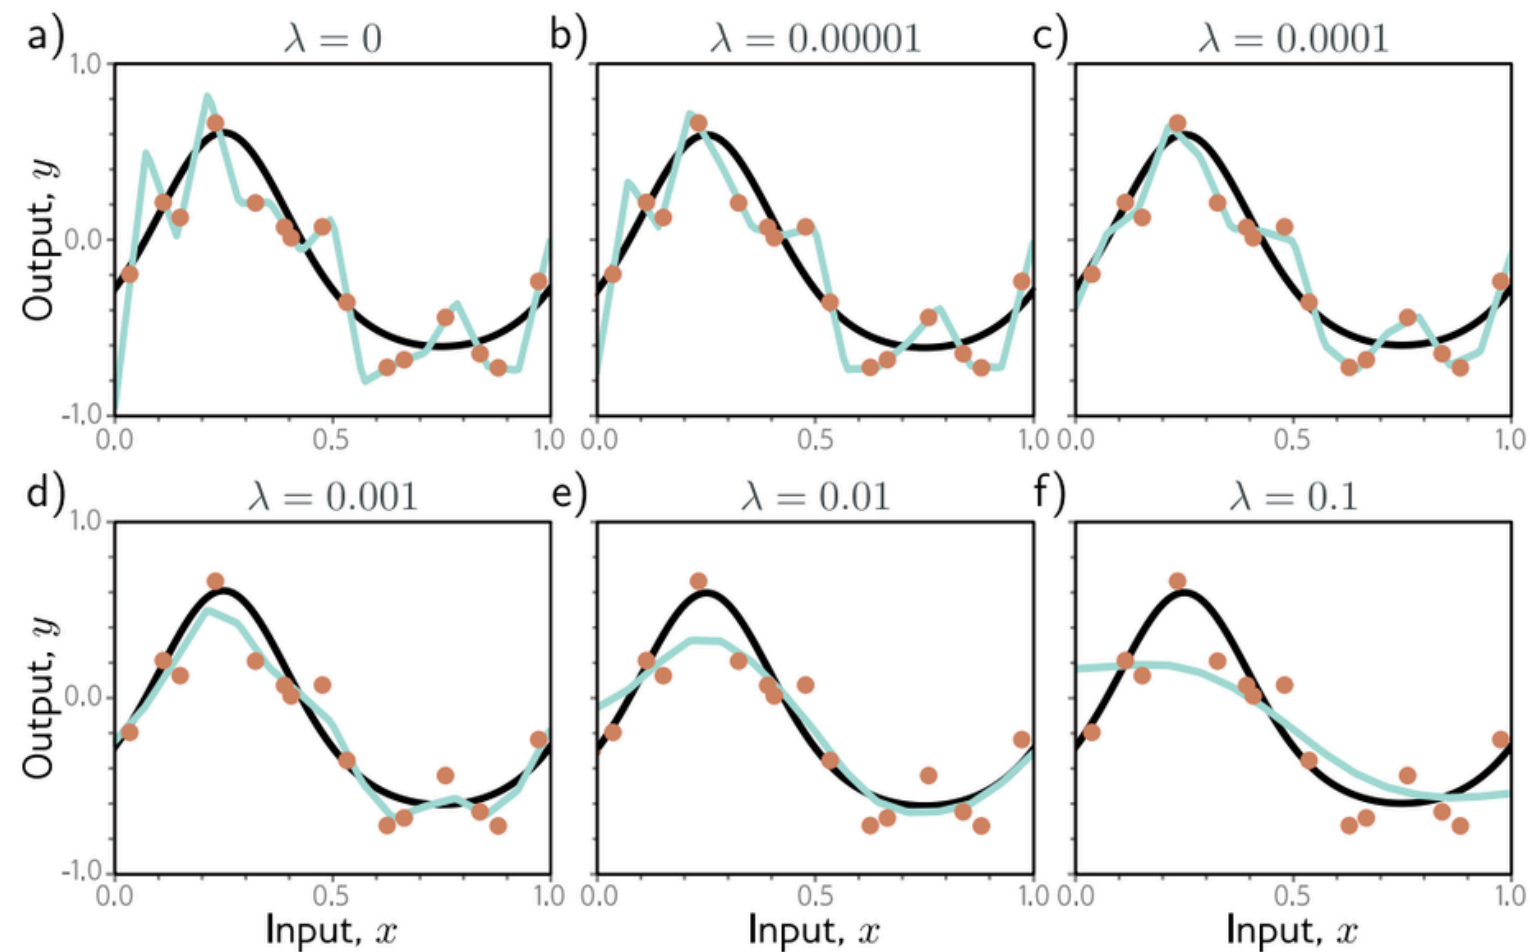 a) λ = 0
b) λ = 0.00001
c) λ = 0.0001
Output, y
1.0
0.0
-1.0
0.0 0.5 1.0
0.0 0.5 1.0
0.0 0.5 1.0
d) λ = 0.001
e) λ = 0.01
f) λ = 0.1
Output, y
1.0
0.0
-1.0
0.0 0.5 1.0
0.0 0.5 1.0
0.0 0.5 1.0
Input, x
Input, x
Input, x